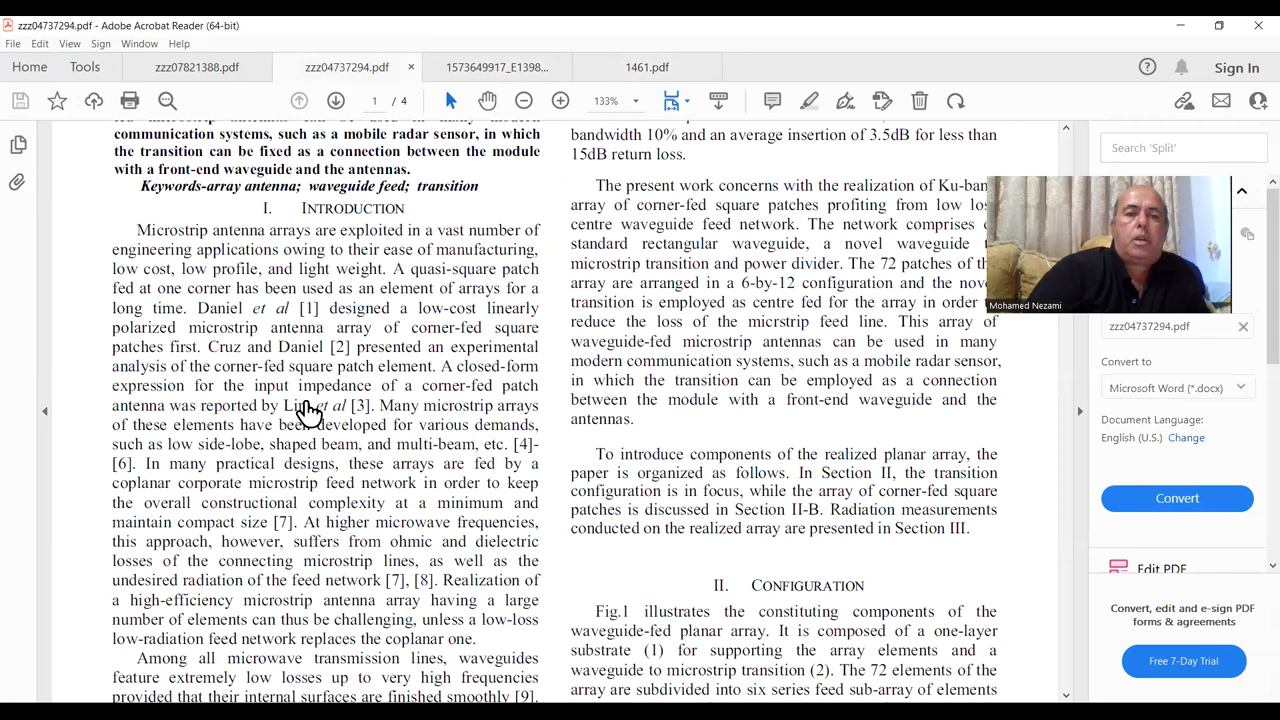 zzz04737294.pdf - Adobe Acrobat Reader (64-bit)
File Edit View Sign Window Help
Home Tools zzz07821388.pdf zzz04737294.pdf × 1573649917_E1398... 1461.pdf Sign In
1 / 4 133%
communication systems, such as a mobile radar sensor, in which
the transition can be fixed as a connection between the module
with a front-end waveguide and the antennas.
Keywords-array antenna; waveguide feed; transition
I. INTRODUCTION
Microstrip antenna arrays are exploited in a vast number of
engineering applications owing to their ease of manufacturing,
low cost, low profile, and light weight. A quasi-square patch
fed at one corner has been used as an element of arrays for a
long time. Daniel et al [1] designed a low-cost linearly
polarized microstrip antenna array of corner-fed square
patches first. Cruz and Daniel [2] presented an experimental
analysis of the corner-fed square patch element. A closed-form
expression for the input impedance of a corner-fed patch
antenna was reported by et al [3]. Many microstrip arrays
of these elements have been developed for various demands,
such as low side-lobe, shaped beam, and multi-beam, etc. [4]-
[6]. In many practical designs, these arrays are fed by a
coplanar corporate microstrip feed network in order to keep
the overall constructional complexity at a minimum and
maintain compact size [7]. At higher microwave frequencies,
this approach, however, suffers from ohmic and dielectric
losses of the connecting microstrip lines, as well as the
undesired radiation of the feed network [7], [8]. Realization of
a high-efficiency microstrip antenna array having a large
number of elements can thus be challenging, unless a low-loss
low-radiation feed network replaces the coplanar one.
Among all microwave transmission lines, waveguides
feature extremely low losses up to very high frequencies
provided that their internal surfaces are finished smoothly [9].
bandwidth 10% and an average insertion of 3.5dB for less than
15dB return loss.
The present work concerns with the realization of Ku-ban
array of corner-fed square patches profiting from low los
centre waveguide feed network. The network comprises
standard rectangular waveguide, a novel waveguide
microstrip transition and power divider. The 72 patches of th
array are arranged in a 6-by-12 configuration and the nove
transition is employed as centre fed for the array in order
reduce the loss of the micrstrip feed line. This array of
waveguide-fed microstrip antennas can be used in many
modern communication systems, such as a mobile radar sensor,
in which the transition can be employed as a connection
between the module with a front-end waveguide and the
antennas.
To introduce components of the realized planar array, the
paper is organized as follows. In Section II, the transition
configuration is in focus, while the array of corner-fed square
patches is discussed in Section II-B. Radiation measurements
conducted on the realized array are presented in Section III.
II. CONFIGURATION
Fig.1 illustrates the constituting components of the
waveguide-fed planar array. It is composed of a one-layer
substrate (1) for supporting the array elements and a
waveguide to microstrip transition (2). The 72 elements of the
array are subdivided into six series feed sub-array of elements
Search 'Split'
Mohamed Nezami
zzz04737294.pdf
Convert to
Microsoft Word (*.docx)
Document Language:
English (U.S.) Change
Convert
Edit PDF
Convert, edit and e-sign PDF
forms & agreements
Free 7-Day Trial